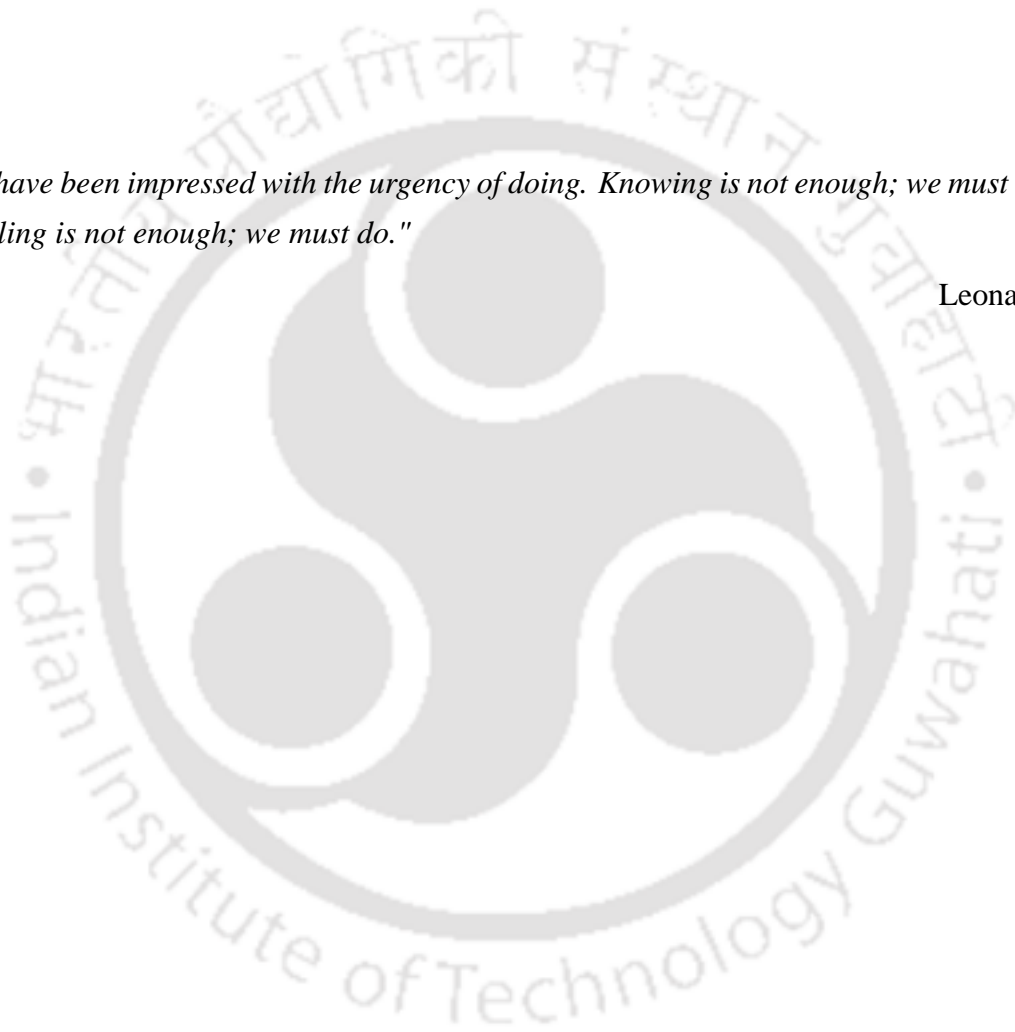 have been impressed with the urgency of doing. Knowing is not enough; we must
ling is not enough; we must do."
Leona
भारतीय प्रौद्योगिकी संस्थान गुवाहाटी
• Indian Institute of Technology Guwahati •